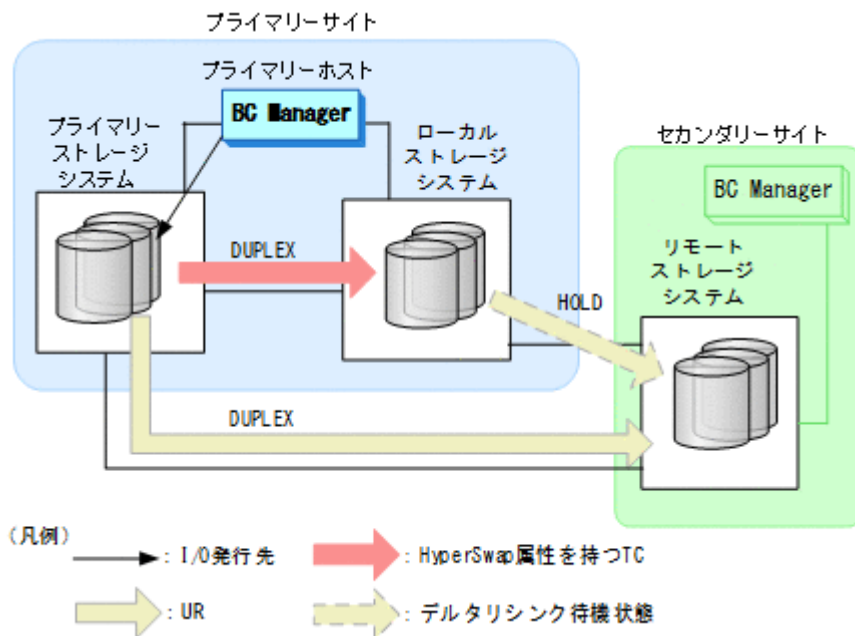 プライマリーサイト
プライマリーホスト
BC Manager
プライマリー
ストレージ
システム
ローカル
ストレージ
システム
セカンダリーサイト
BC Manager
リモート
ストレージ
システム
DUPLEX
HOLD
DUPLEX
(凡例)
: I/O発行先
: HyperSwap属性を持つTC
: UR
: デルタリシンク待機状態